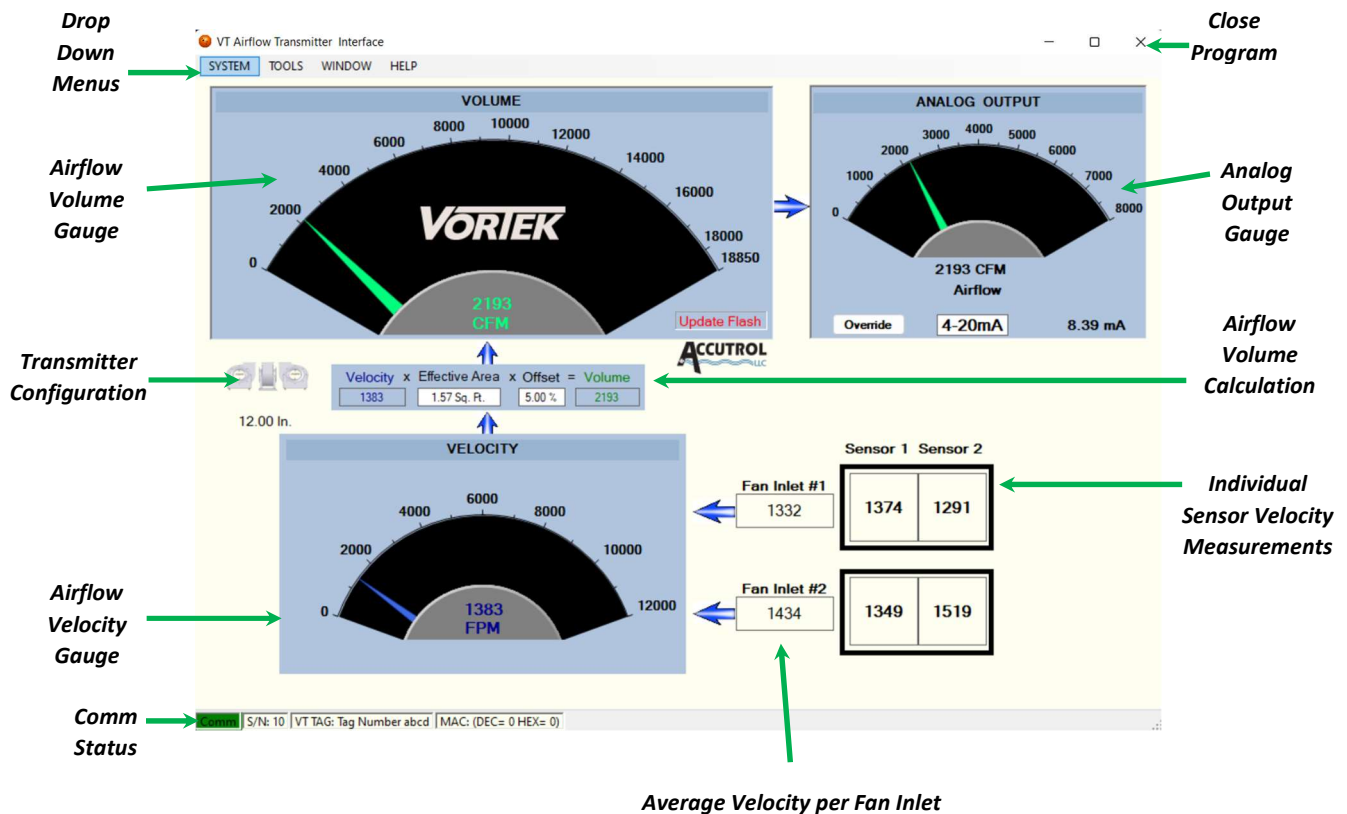 Drop
Down
Menus
Close
Program
VT Airflow Transmitter Interface
SYSTEM TOOLS WINDOW HELP
VOLUME
0
2000
4000
6000
8000
10000
12000
14000
16000
18000
18850
VORTEK
2193
CFM
Update Flash
ANALOG OUTPUT
0
1000
2000
3000
4000
5000
6000
7000
8000
2193 CFM
Airflow
Override 4-20mA 8.39 mA
Airflow
Volume
Gauge
Analog
Output
Gauge
ACCUTROL
LLC
Transmitter
Configuration
12.00 In.
Velocity x Effective Area x Offset = Volume
1383 1.57 Sq. Ft. 5.00 % 2193
Airflow
Volume
Calculation
VELOCITY
0
2000
4000
6000
8000
10000
12000
1383
FPM
Sensor 1 Sensor 2
Fan Inlet #1
1332
1374 1291
Fan Inlet #2
1434
1349 1519
Individual
Sensor Velocity
Measurements
Airflow
Velocity
Gauge
Comm
Status
Comm S/N: 10 VT TAG: Tag Number abcd MAC: (DEC= 0 HEX= 0)
Average Velocity per Fan Inlet